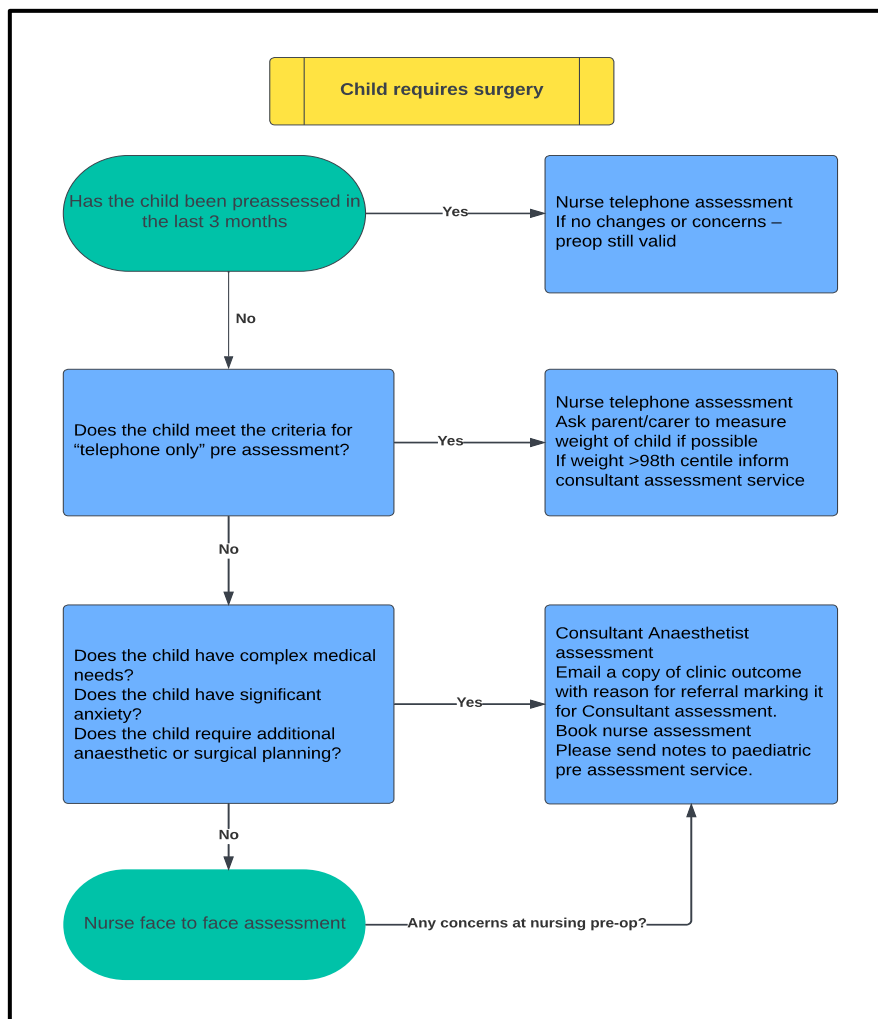 Child requires surgery
Has the child been preassessed in
the last 3 months
Yes
Nurse telephone assessment
If no changes or concerns –
preop still valid
No
Does the child meet the criteria for
“telephone only” pre assessment?
Yes
Nurse telephone assessment
Ask parent/carer to measure
weight of child if possible
If weight >98th centile inform
consultant assessment service
No
Does the child have complex medical
needs?
Does the child have significant
anxiety?
Does the child require additional
anaesthetic or surgical planning?
Yes
Consultant Anaesthetist
assessment
Email a copy of clinic outcome
with reason for referral marking it
for Consultant assessment.
Book nurse assessment
Please send notes to paediatric
pre assessment service.
No
Nurse face to face assessment
Any concerns at nursing pre-op?